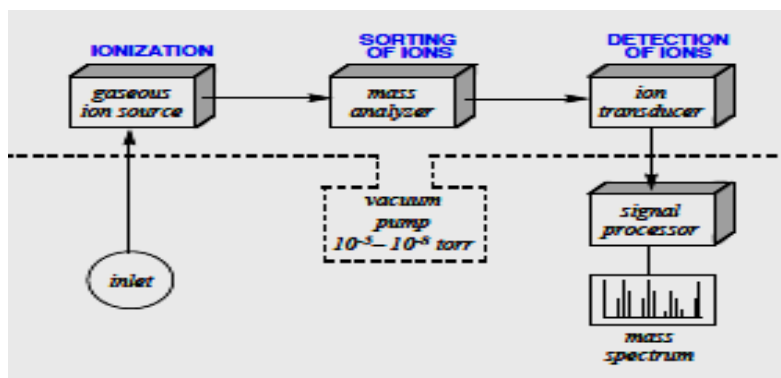 IONIZATION
SORTING
OF IONS
DETECTION
OF IONS
gaseous
ion source
mass
analyzer
ion
transducer
vacuum
pump
10⁻⁵– 10⁻⁸ torr
signal
processor
inlet
mass
spectrum